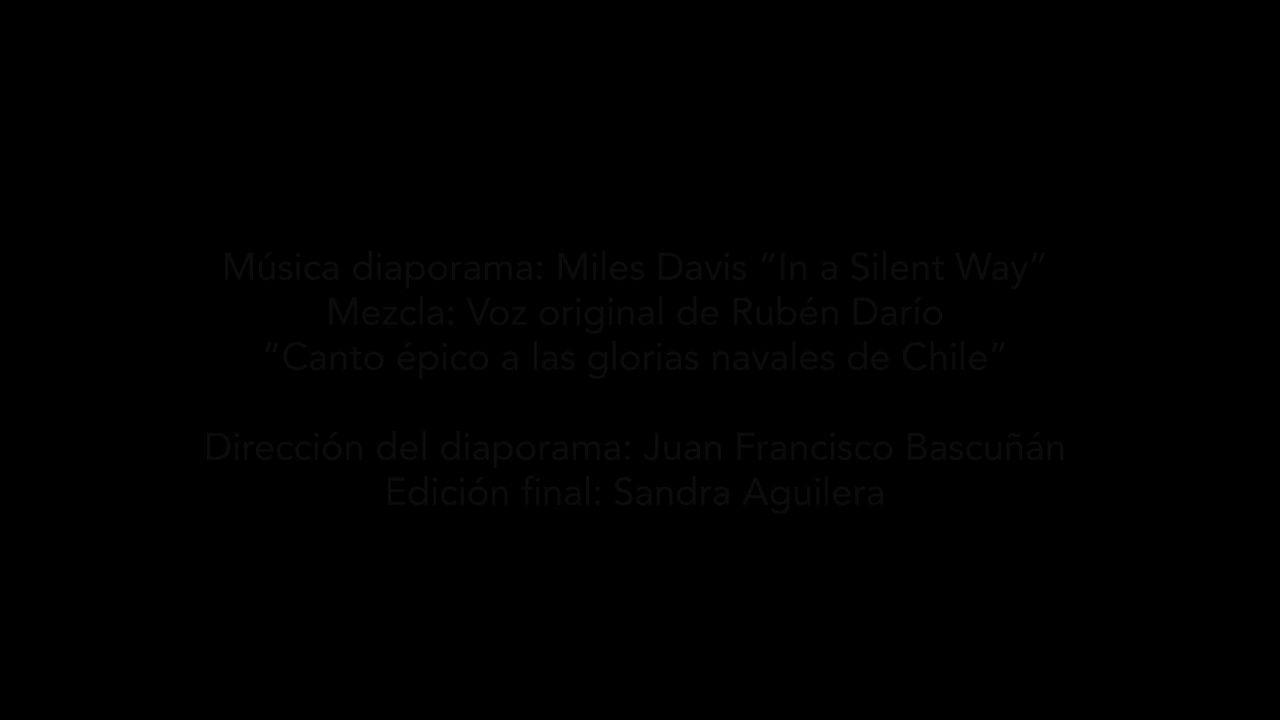 Música diaporama: Miles Davis “In a Silent Way”
Mezcla: Voz original de Rubén Darío
“Canto épico a las glorias navales de Chile”
Dirección del diaporama: Juan Francisco Bascuñán
Edición final: Sandra Aguilera